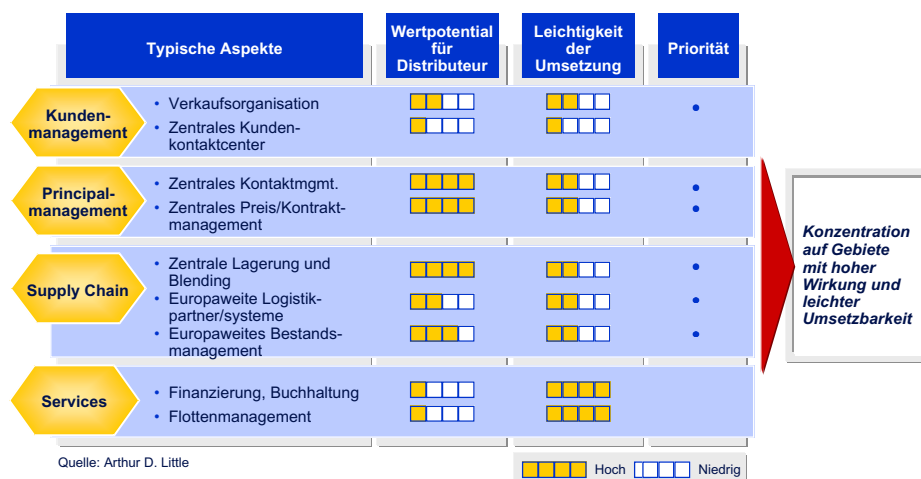 Typische Aspekte
Wertpotential
für
Distributeur
Leichtigkeit
der
Umsetzung
Priorität
Kunden-
management
• Verkaufsorganisation
• Zentrales Kunden-
kontaktcenter
Principal-
management
• Zentrales Kontaktmgmt.
• Zentrales Preis/Kontrakt-
management
Supply Chain
• Zentrale Lagerung und
Blending
• Europaweite Logistik-
partner/systeme
• Europaweites Bestands-
management
Services
• Finanzierung, Buchhaltung
• Flottenmanagement
Konzentration
auf Gebiete
mit hoher
Wirkung und
leichter
Umsetzbarkeit
Quelle: Arthur D. Little
Hoch
Niedrig